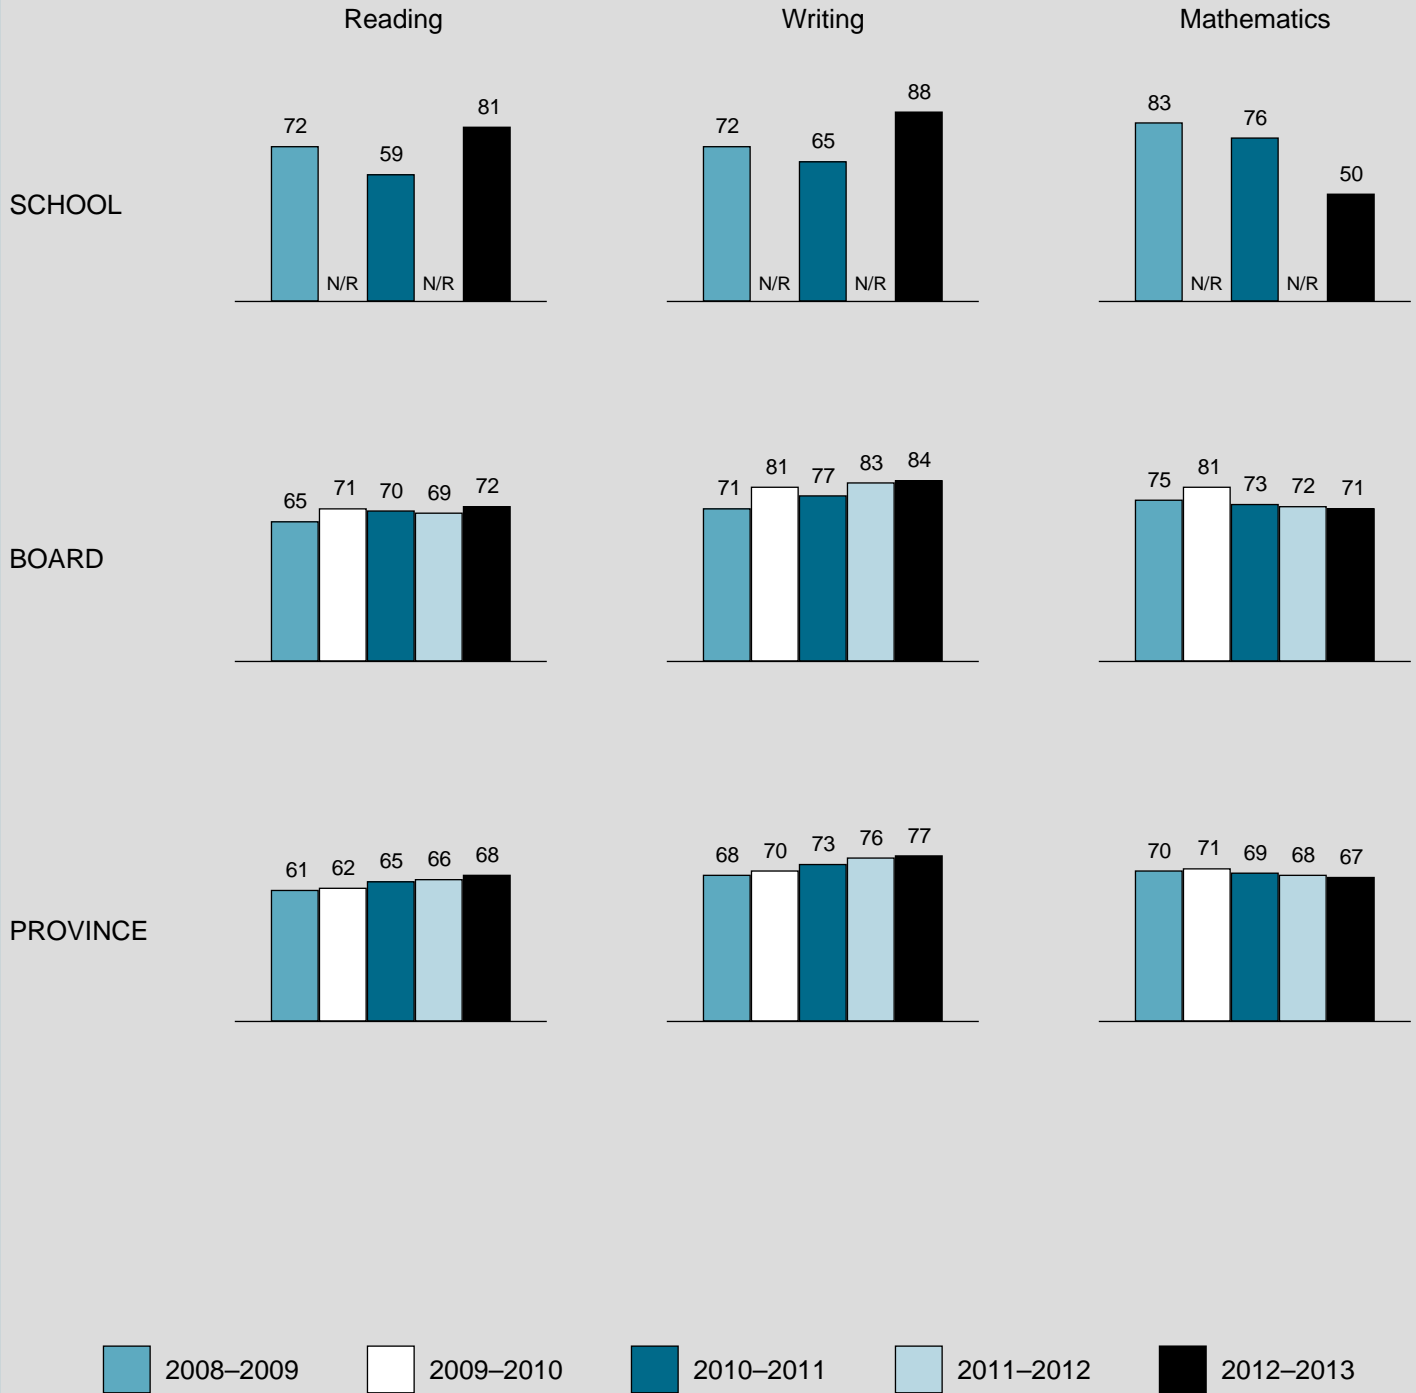 Reading Writing Mathematics
SCHOOL
72 N/R 59 N/R 81
72 N/R 65 N/R 88
83 N/R 76 N/R 50
BOARD
65 71 70 69 72
71 81 77 83 84
75 81 73 72 71
PROVINCE
61 62 65 66 68
68 70 73 76 77
70 71 69 68 67
2008–2009 2009–2010 2010–2011 2011–2012 2012–2013